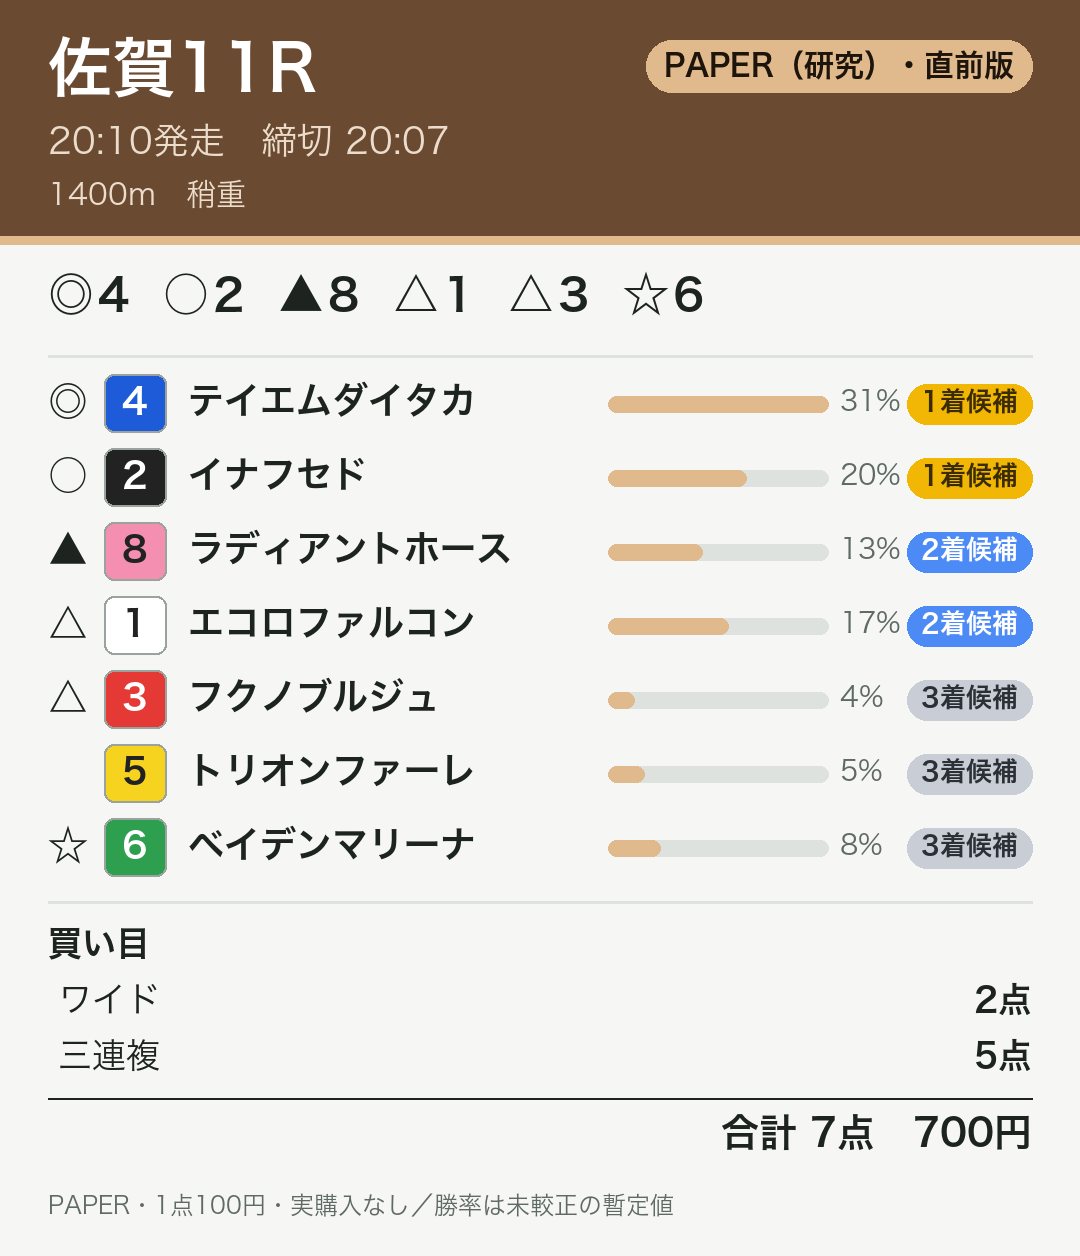 佐賀11R
PAPER（研究）・直前版
20:10発走　締切 20:07
1400m　稍重
◎4 ○2 ▲8 △1 △3 ☆6
◎ 4 テイエムダイタカ 31% 1着候補
○ 2 イナフセド 20% 1着候補
▲ 8 ラディアントホース 13% 2着候補
△ 1 エコロファルコン 17% 2着候補
△ 3 フクノブルジュ 4% 3着候補
5 トリオンファーレ 5% 3着候補
☆ 6 ベイデンマリーナ 8% 3着候補
買い目
ワイド 2点
三連複 5点
合計 7点　700円
PAPER・1点100円・実購入なし／勝率は未較正の暫定値